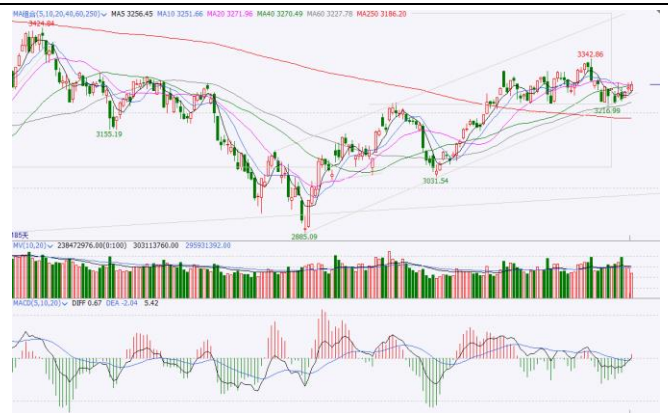 MA组合(5,10,20,40,60,250) MA5 3256.45 MA10 3251.66 MA20 3271.96 MA40 3270.49 MA60 3227.78 MA250 3186.20
3424.84
3342.86
3155.19
3216.99
3031.54
2885.09
185天
MV(10,20) 238472976.00(0:100) 303113760.00 295931392.00
MACD(5,10,20) DIFF 0.67 DEA -2.04 5.42